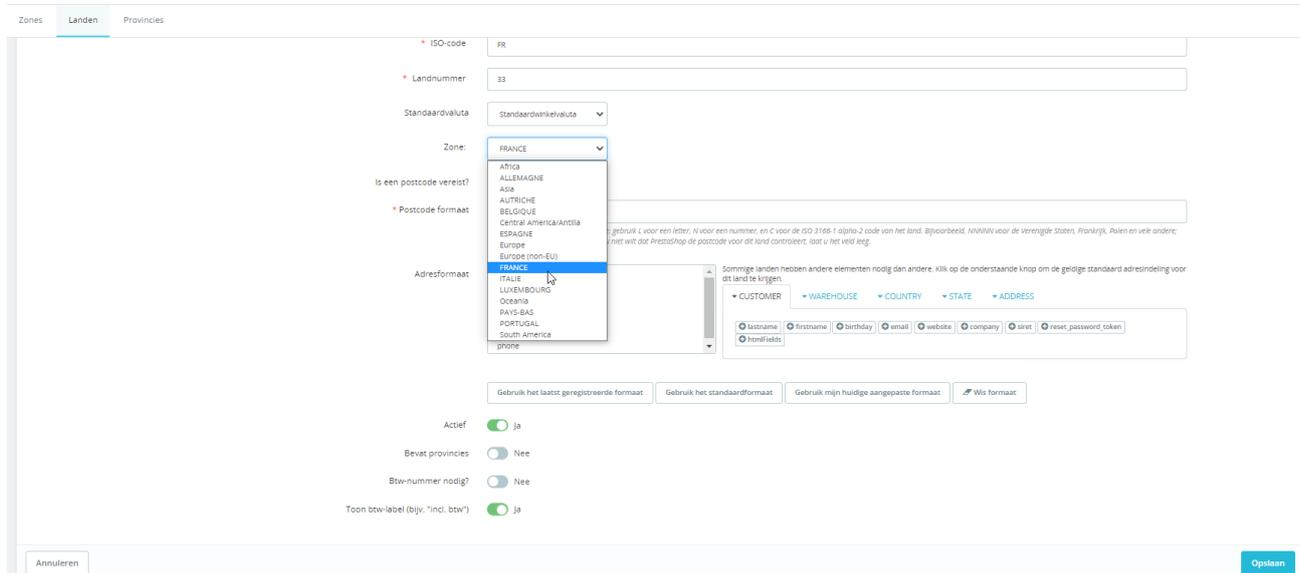 Zones Landen Provincies
* ISO-code FR
* Landnummer 33
Standaardvaluta Standaardwinkelvaluta
Zone: FRANCE
Africa
ALLEMAGNE
Is een postcode vereist?
Asia
AUTRICHE
* Postcode formaat
BELGIQUE
Central America/Antilla
ESPAGNE
Europe
Europe (non-EU)
: gebruik L voor een letter, N voor een nummer, en C voor de ISO 3166-1 alpha-2 code van het land. Bijvoorbeeld, NNNNN voor de Verenigde Staten, Frankrijk, Polen en vele andere;
u niet wilt dat PrestaShop de postcode voor dit land controleert, laat u het veld leeg.
Adresformaat
FRANCE
ITALIE
LUXEMBOURG
Oceania
PAYS-BAS
PORTUGAL
South America
phone
Sommige landen hebben andere elementen nodig dan andere. Klik op de onderstaande knop om de geldige standaard adresindeling voor
dit land te krijgen.
CUSTOMER WAREHOUSE COUNTRY STATE ADDRESS
lastname firstname birthday email website company siret reset_password_token
htmlFields
Gebruik het laatst geregistreerde formaat Gebruik het standaardformaat Gebruik mijn huidige aangepaste formaat Wis formaat
Actief Ja
Bevat provincies Nee
Btw-nummer nodig? Nee
Toon btw-label (bijv. "incl. btw") Ja
Annuleren Opslaan